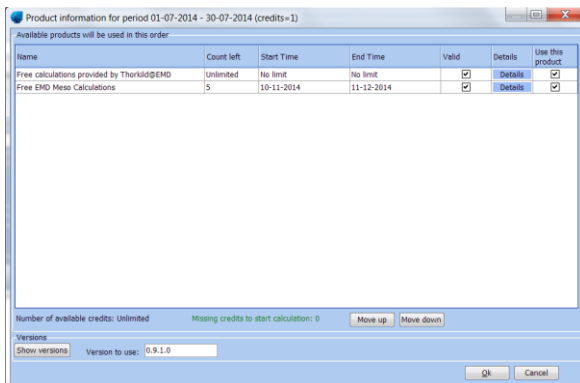 Product information for period 01-07-2014 - 30-07-2014 (credits=1)
Available products will be used in this order
Name Count left Start Time End Time Valid Details Use this product
Free calculations provided by Thorkild@EMD Unlimited No limit No limit Details
Free EMD Meso Calculations 5 10-11-2014 11-12-2014 Details
Number of available credits: Unlimited Missing credits to start calculation: 0 Move up Move down
Versions
Show versions Version to use: 0.9.1.0
Ok Cancel